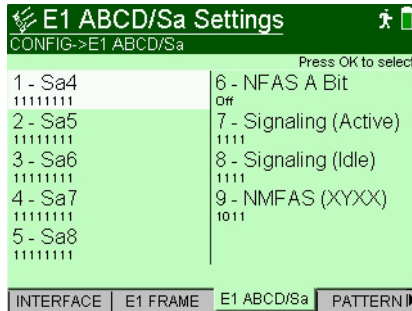 E1 ABCD/Sa Settings
CONFIG->E1 ABCD/Sa
Press OK to select
1 - Sa4
11111111
2 - Sa5
11111111
3 - Sa6
11111111
4 - Sa7
11111111
5 - Sa8
11111111
6 - NFAS A Bit
Off
7 - Signaling (Active)
1111
8 - Signaling (Idle)
1111
9 - NMFAS (XYXX)
1011
INTERFACE E1 FRAME E1 ABCD/Sa PATTERN